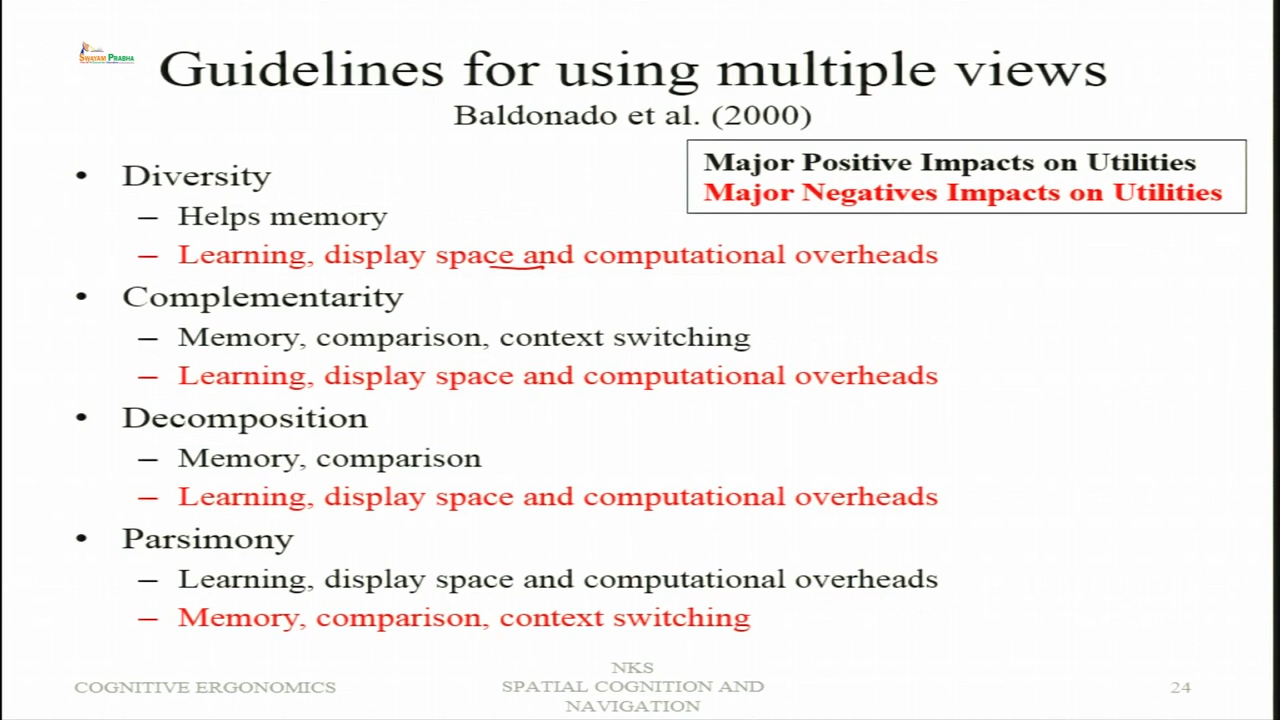 SWAYAM PRABHA
Guidelines for using multiple views
Baldonado et al. (2000)
Major Positive Impacts on Utilities
Major Negatives Impacts on Utilities
• Diversity
– Helps memory
– Learning, display space and computational overheads
• Complementarity
– Memory, comparison, context switching
– Learning, display space and computational overheads
• Decomposition
– Memory, comparison
– Learning, display space and computational overheads
• Parsimony
– Learning, display space and computational overheads
– Memory, comparison, context switching
COGNITIVE ERGONOMICS
NKS
SPATIAL COGNITION AND
NAVIGATION
24